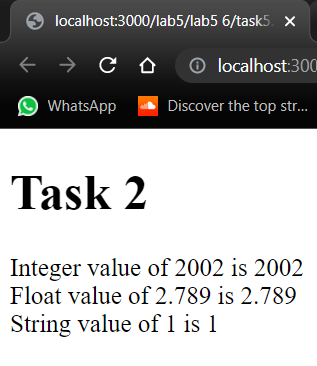 localhost:3000/lab5/lab5 6/task5.
localhost:300
WhatsApp
Discover the top str...
Task 2
Integer value of 2002 is 2002
Float value of 2.789 is 2.789
String value of 1 is 1